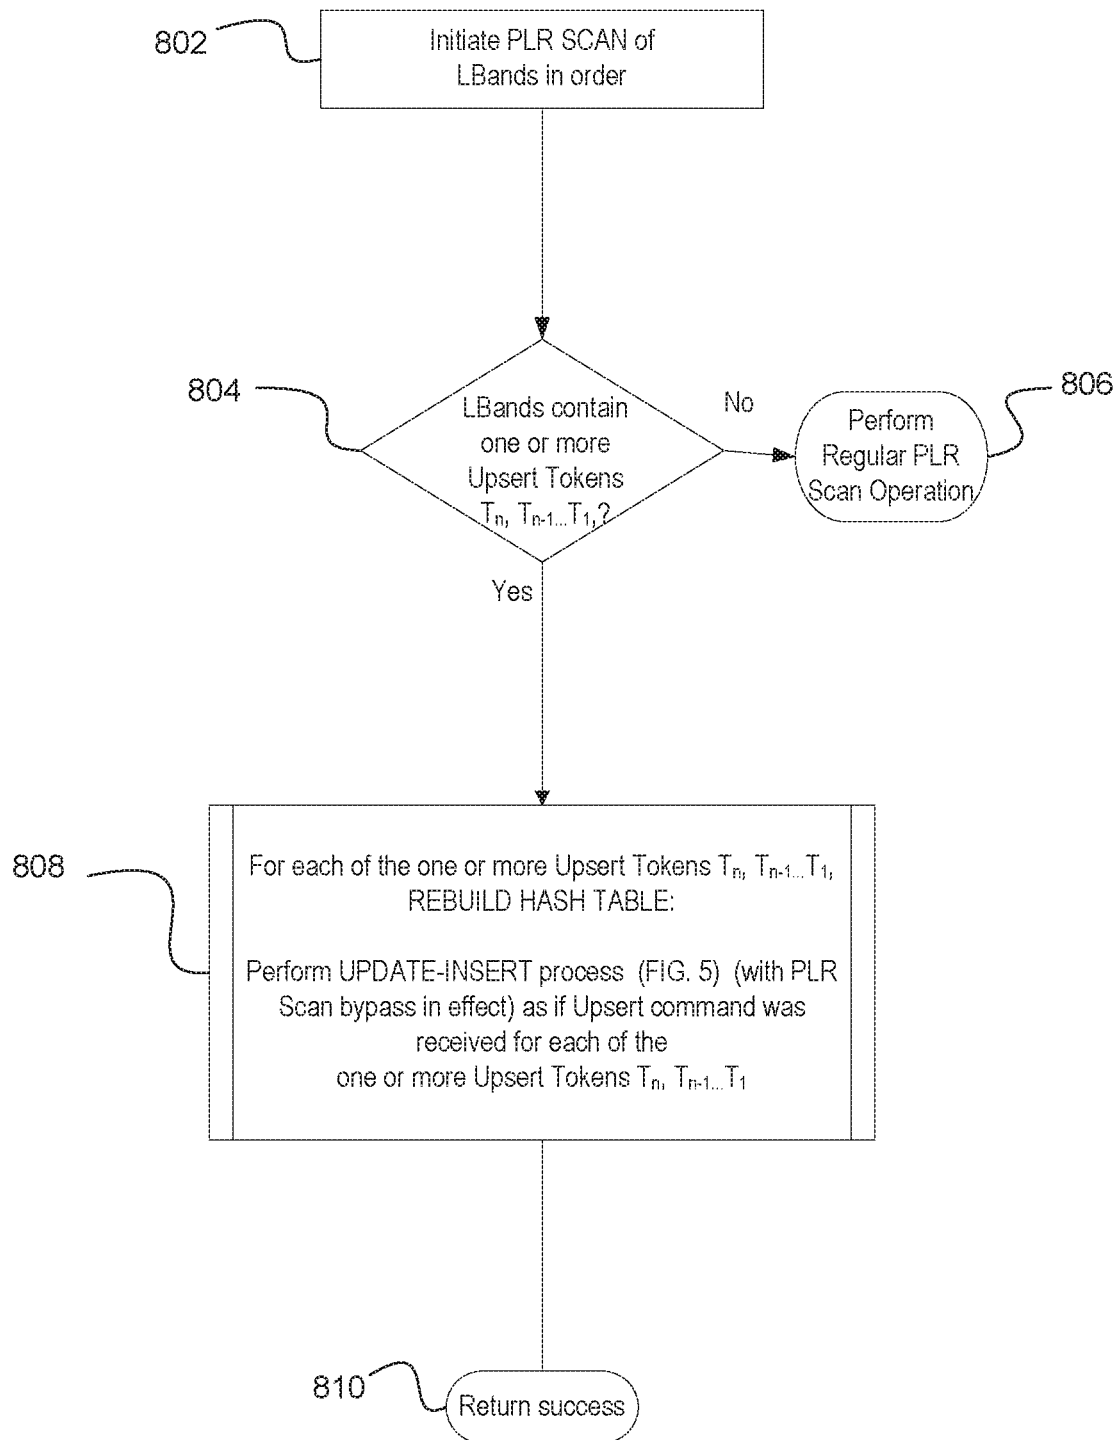 802
Initiate PLR SCAN of
LBands in order
804
LBands contain
one or more
Upsert Tokens
Tn, Tn-1...T1,?
No
806
Perform
Regular PLR
Scan Operation
Yes
808
For each of the one or more Upsert Tokens Tn, Tn-1...T1,
REBUILD HASH TABLE:
Perform UPDATE-INSERT process (FIG. 5) (with PLR
Scan bypass in effect) as if Upsert command was
received for each of the
one or more Upsert Tokens Tn, Tn-1...T1
810
Return success